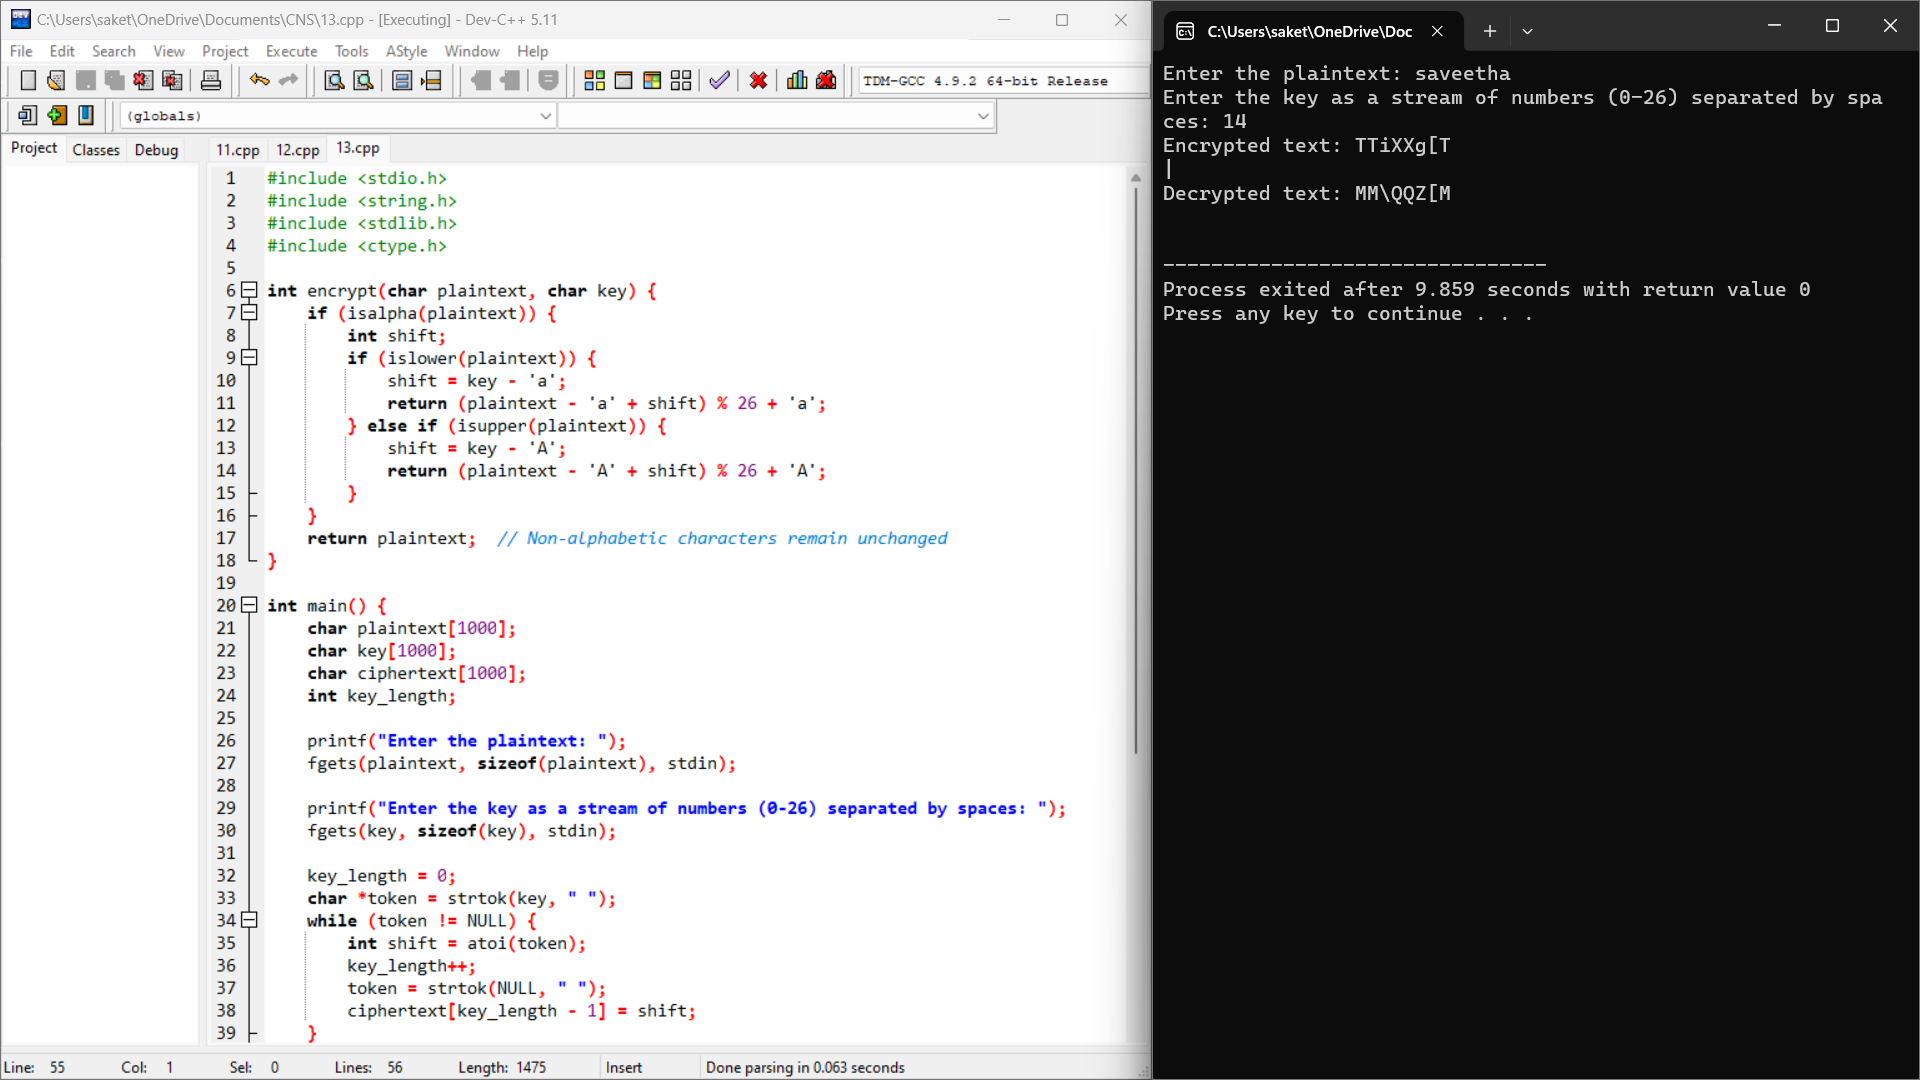 C:\Users\saket\OneDrive\Documents\CNS\13.cpp - [Executing] - Dev-C++ 5.11
File Edit Search View Project Execute Tools AStyle Window Help
TDM-GCC 4.9.2 64-bit Release
(globals)
Project Classes Debug
11.cpp 12.cpp 13.cpp
1 #include <stdio.h>
2 #include <string.h>
3 #include <stdlib.h>
4 #include <ctype.h>
5
6 int encrypt(char plaintext, char key) {
7 if (isalpha(plaintext)) {
8 int shift;
9 if (islower(plaintext)) {
10 shift = key - 'a';
11 return (plaintext - 'a' + shift) % 26 + 'a';
12 } else if (isupper(plaintext)) {
13 shift = key - 'A';
14 return (plaintext - 'A' + shift) % 26 + 'A';
15 }
16 }
17 return plaintext; // Non-alphabetic characters remain unchanged
18 }
19
20 int main() {
21 char plaintext[1000];
22 char key[1000];
23 char ciphertext[1000];
24 int key_length;
25
26 printf("Enter the plaintext: ");
27 fgets(plaintext, sizeof(plaintext), stdin);
28
29 printf("Enter the key as a stream of numbers (0-26) separated by spaces: ");
30 fgets(key, sizeof(key), stdin);
31
32 key_length = 0;
33 char *token = strtok(key, " ");
34 while (token != NULL) {
35 int shift = atoi(token);
36 key_length++;
37 token = strtok(NULL, " ");
38 ciphertext[key_length - 1] = shift;
39 }
Line: 55 Col: 1 Sel: 0 Lines: 56 Length: 1475 Insert Done parsing in 0.063 seconds
C:\Users\saket\OneDrive\Doc
Enter the plaintext: saveetha
Enter the key as a stream of numbers (0-26) separated by spa
ces: 14
Encrypted text: TTiXXg[T
|
Decrypted text: MM\QQZ[M
--------------------------------
Process exited after 9.859 seconds with return value 0
Press any key to continue . . .